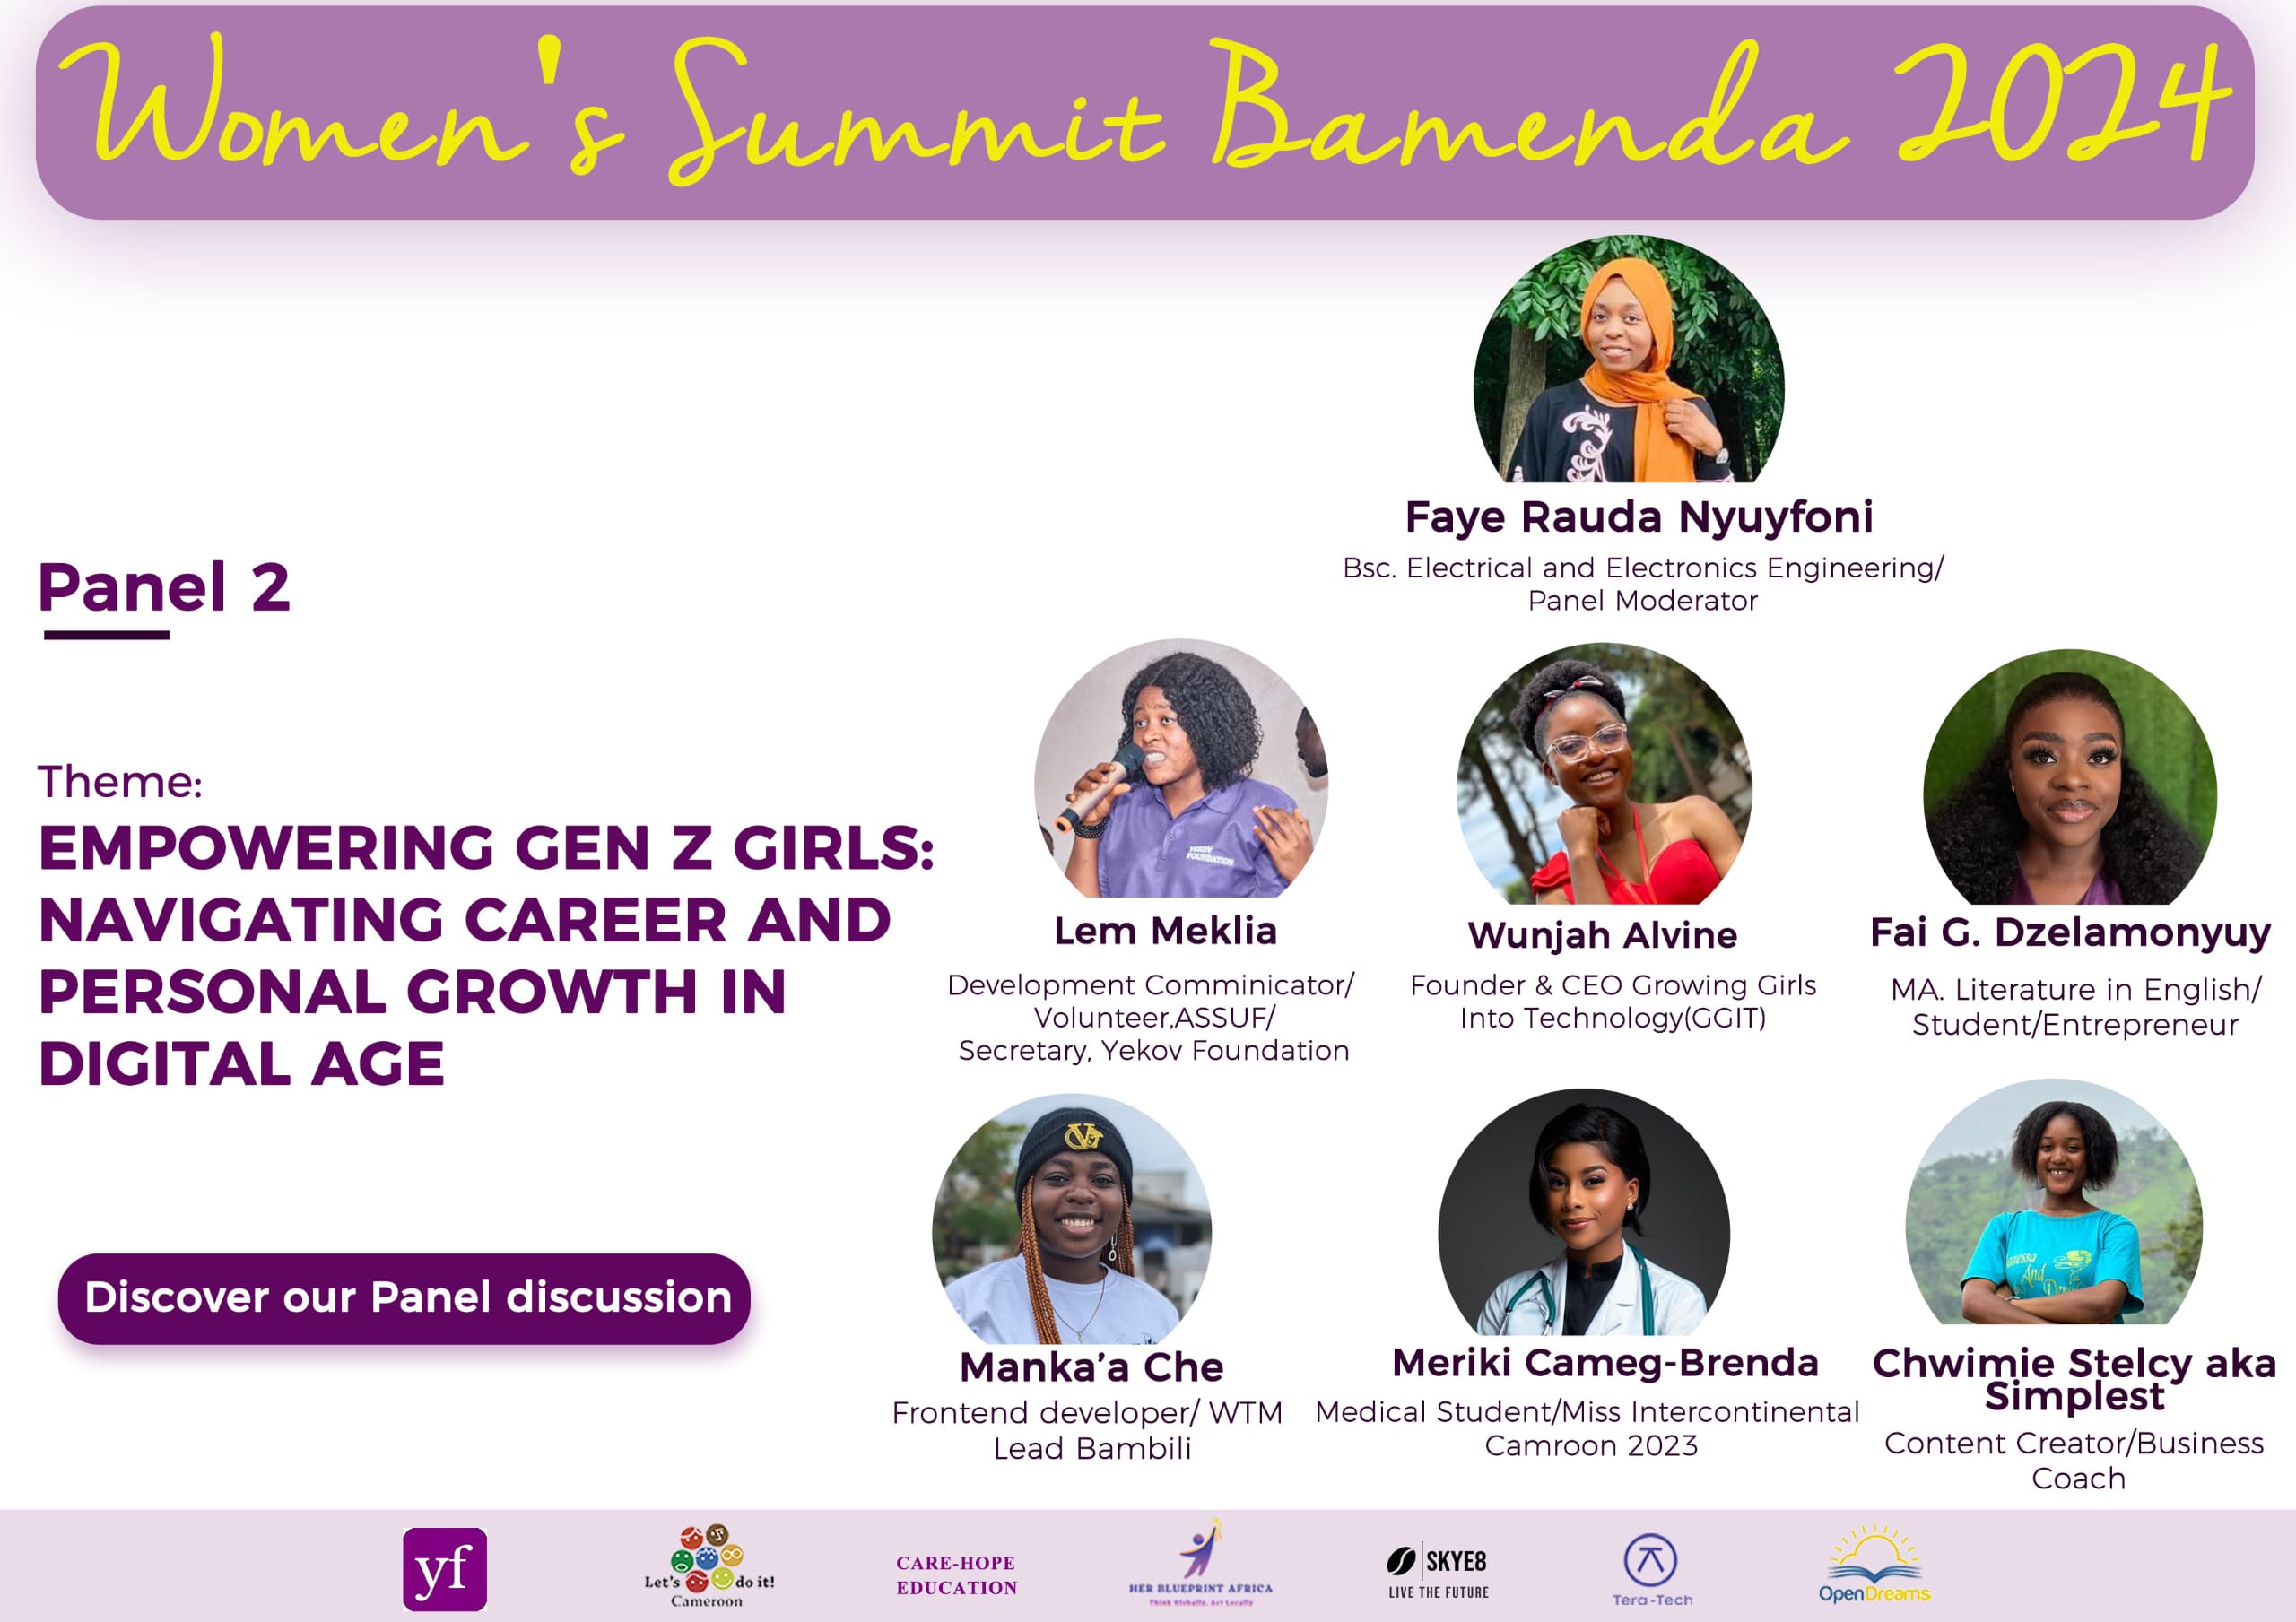 Women's Summit Bamenda 2024
Panel 2
Theme:
EMPOWERING GEN Z GIRLS:
NAVIGATING CAREER AND
PERSONAL GROWTH IN
DIGITAL AGE
Discover our Panel discussion
Faye Rauda Nyuyfoni
Bsc. Electrical and Electronics Engineering/
Panel Moderator
YEKOV
FOUNDATION
Lem Meklia
Development Comminicator/
Volunteer,ASSUF/
Secretary, Yekov Foundation
Wunjah Alvine
Founder & CEO Growing Girls
Into Technology(GGIT)
Fai G. Dzelamonyuy
MA. Literature in English/
Student/Entrepreneur
Manka’a Che
Frontend developer/ WTM
Lead Bambili
Meriki Cameg-Brenda
Medical Student/Miss Intercontinental
Camroon 2023
And
Chwimie Stelcy aka
Simplest
Content Creator/Business
Coach
yf
Let's do it!
Cameroon
CARE-HOPE
EDUCATION
HER BLUEPRINT AFRICA
Think Globally, Act Locally
SKYE8
LIVE THE FUTURE
Tera-Tech
OpenDreams